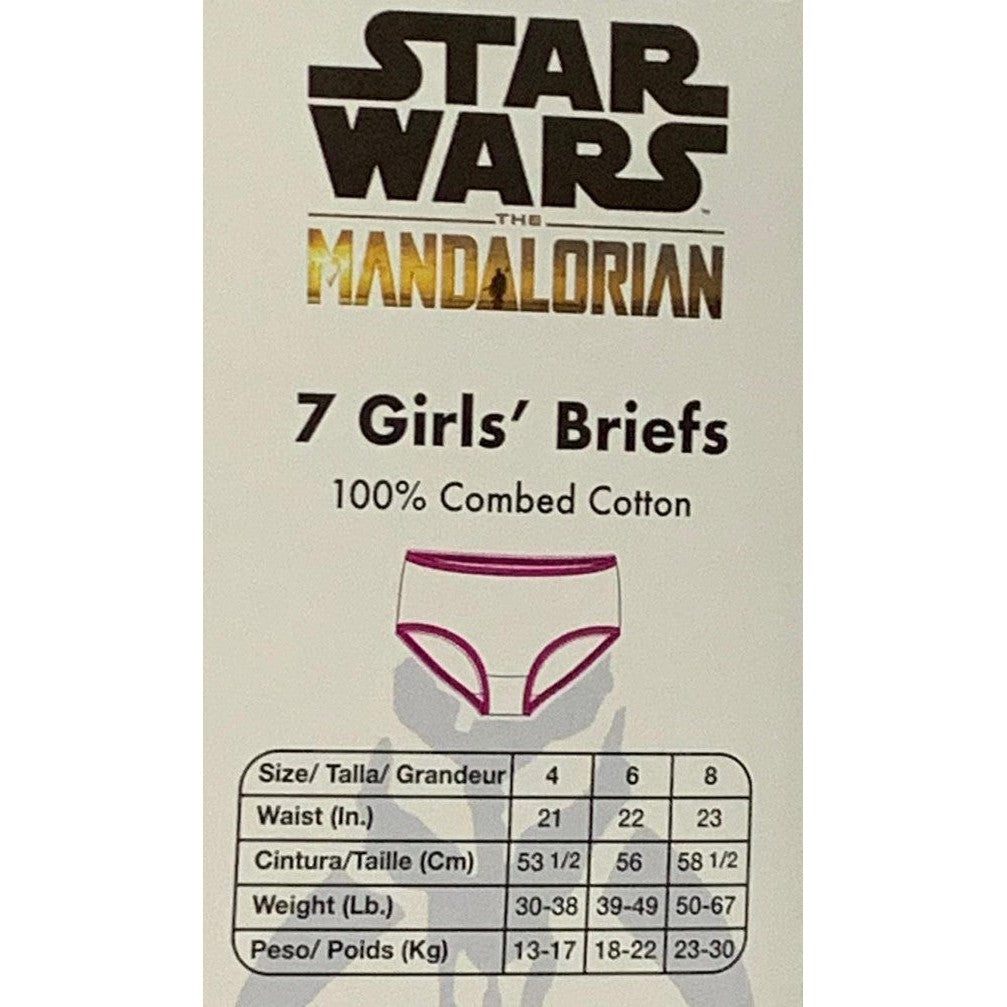 STAR
WARS™
THE
MANDALORIAN
7 Girls’ Briefs
100% Combed Cotton
Size/ Talla/ Grandeur 4 6 8
Waist (In.) 21 22 23
Cintura/Taille (Cm) 53 1/2 56 58 1/2
Weight (Lb.) 30-38 39-49 50-67
Peso/ Poids (Kg) 13-17 18-22 23-30